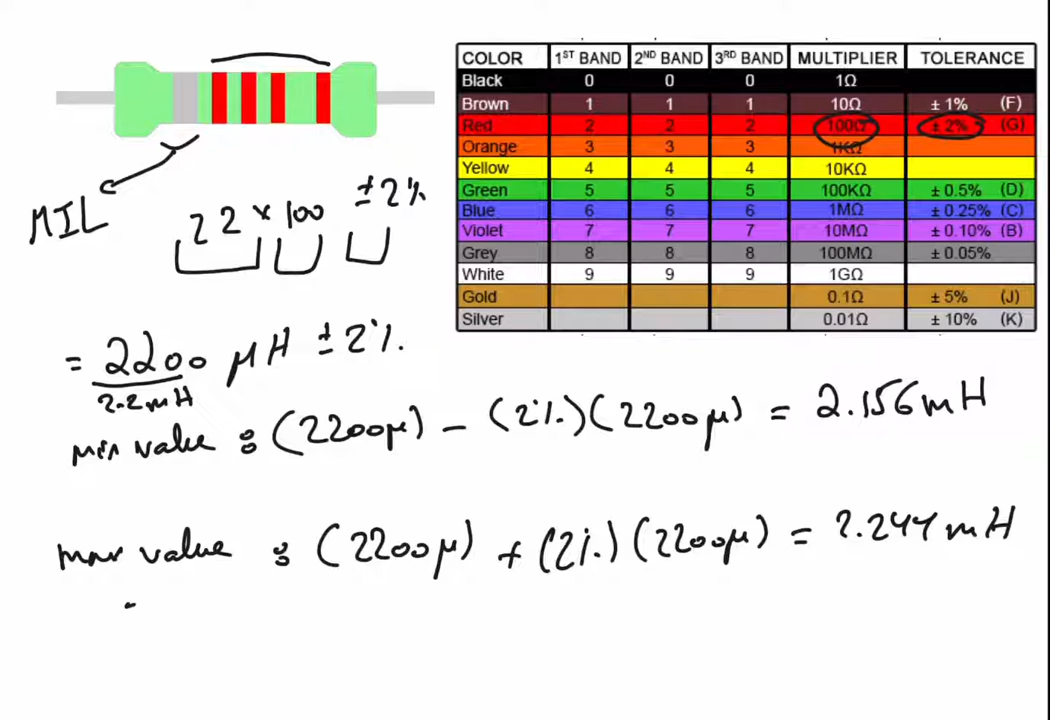 COLOR 1ST BAND 2ND BAND 3RD BAND MULTIPLIER TOLERANCE
Black 0 0 0 1Ω
Brown 1 1 1 10Ω ± 1% (F)
Red 2 2 2 100Ω ± 2% (G)
Orange 3 3 3 1KΩ
Yellow 4 4 4 10KΩ
Green 5 5 5 100KΩ ± 0.5% (D)
Blue 6 6 6 1MΩ ± 0.25% (C)
Violet 7 7 7 10MΩ ± 0.10% (B)
Grey 8 8 8 100MΩ ± 0.05%
White 9 9 9 1GΩ
Gold 0.1Ω ± 5% (J)
Silver 0.01Ω ± 10% (K)
MIL
22 × 100 ±2%
= 2200 μH ±2%.
2.2mH
min value : (2200μ) - (2%)(2200μ) = 2.156mH
max value : (2200μ) + (2%)(2200μ) = 2.244mH